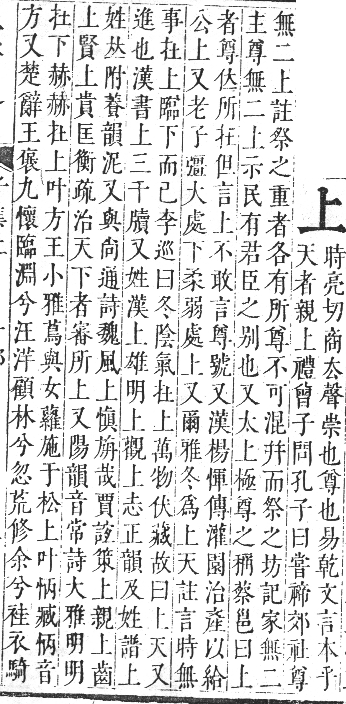 上
時亮切商去聲崇也尊也易乾文言本乎
天者親上禮曾子問孔子曰嘗禘郊社尊
無二上註祭之重者各有所尊不可混幷而祭之坊記家無二
主尊無二上示民有君臣之别也又太上極尊之稱蔡邕曰上
者尊位所在但言上不敢言尊號又漢楊惲傳灌園治產以給
公上又老子彊大處下柔弱處上又爾雅冬爲上天註言時無
事在上臨下而已李巡曰冬陰氣在上萬物伏藏故曰上天又
進也漢書上三千牘又姓漢上雄明上觀上志正韻及姓譜上
姓𠀤附養韻泥又與尙通詩魏風上愼旃哉賈誼策上親上齒
上賢上貴匡衡疏治天下者審所上又陽韻音常詩大雅明明
在下赫赫在上叶方王小雅蔦與女蘿施于松上叶怲臧怲音
方又楚辭王褒九懷臨淵兮汪洋顧林兮忽荒修余兮袿衣騎